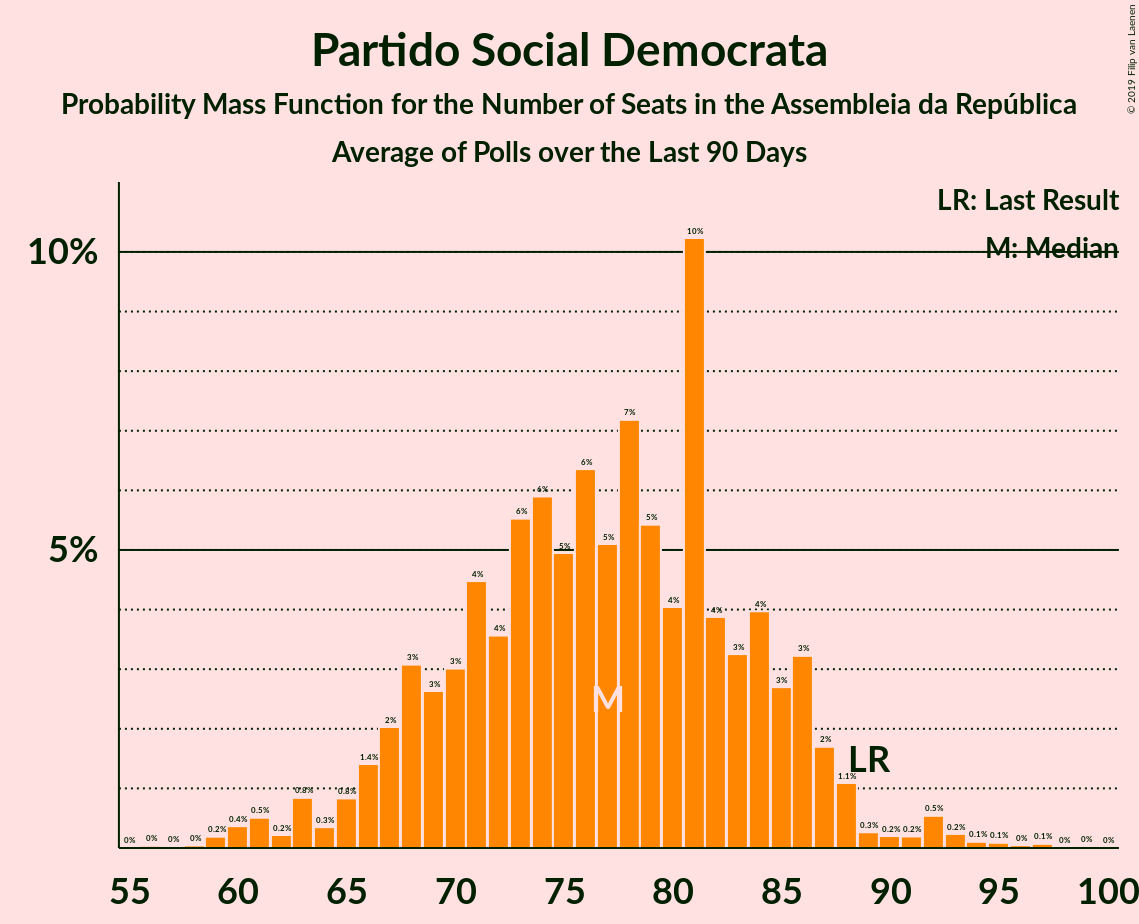 Partido Social Democrata
Probability Mass Function for the Number of Seats in the Assembleia da República
Average of Polls over the Last 90 Days
© 2019 Filip van Laenen
LR: Last Result
M: Median
10%
5%
0% 0% 0% 0% 0.2% 0.4% 0.5% 0.2% 0.8% 0.3% 0.8% 1.4% 2% 3% 3% 3% 4% 4% 6% 6% 5% 6% 5% 7% 5% 4% 10% 4% 3% 4% 3% 3% 2% 1.1% 0.3% 0.2% 0.2% 0.5% 0.2% 0.1% 0.1% 0% 0.1% 0% 0% 0%
M
LR
55 60 65 70 75 80 85 90 95 100